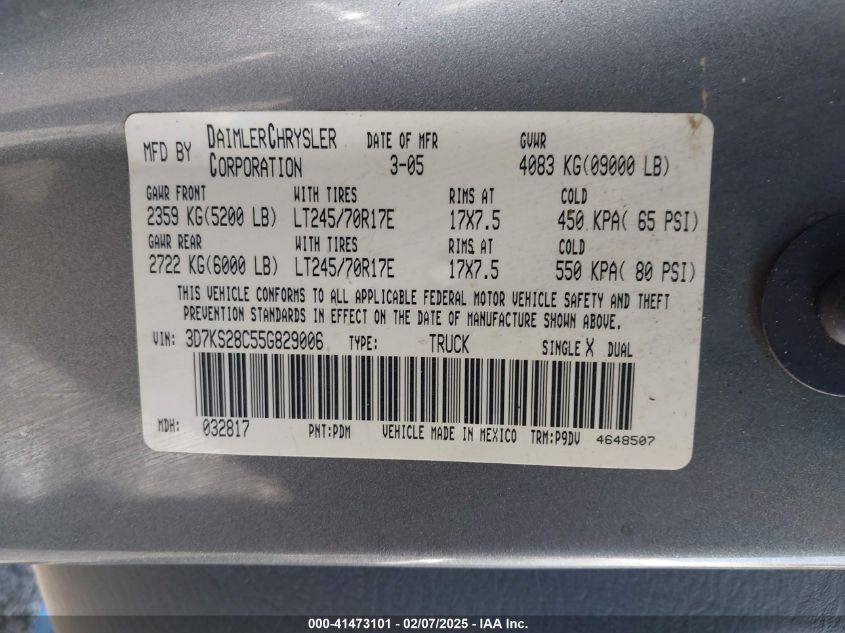 MFD BY DAIMLERCHRYSLER CORPORATION DATE OF MFR 3-05 GVWR 4083 KG(09000 LB)
GAWR FRONT WITH TIRES RIMS AT COLD
2359 KG(5200 LB) LT245/70R17E 17X7.5 450 KPA( 65 PSI)
GAWR REAR WITH TIRES RIMS AT COLD
2722 KG(6000 LB) LT245/70R17E 17X7.5 550 KPA( 80 PSI)
THIS VEHICLE CONFORMS TO ALL APPLICABLE FEDERAL MOTOR VEHICLE SAFETY AND THEFT
PREVENTION STANDARDS IN EFFECT ON THE DATE OF MANUFACTURE SHOWN ABOVE.
VIN: 3D7KS28C55G829006 TYPE: TRUCK SINGLE X DUAL
MDH: 032817 PNT:PDM VEHICLE MADE IN MEXICO TRM:P9DV 4648507
000-41473101 - 02/07/2025 - IAA Inc.